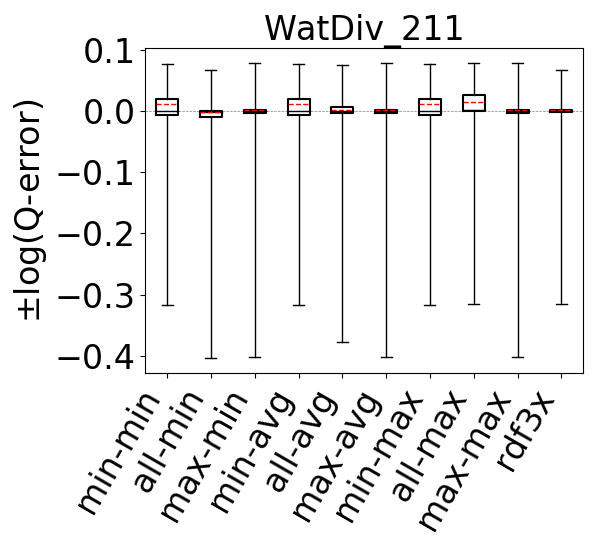 WatDiv_211
0.1
0.0
−0.1
−0.2
−0.3
−0.4
±log(Q-error)
min-min
all-min
max-min
min-avg
all-avg
max-avg
min-max
all-max
max-max
rdf3x